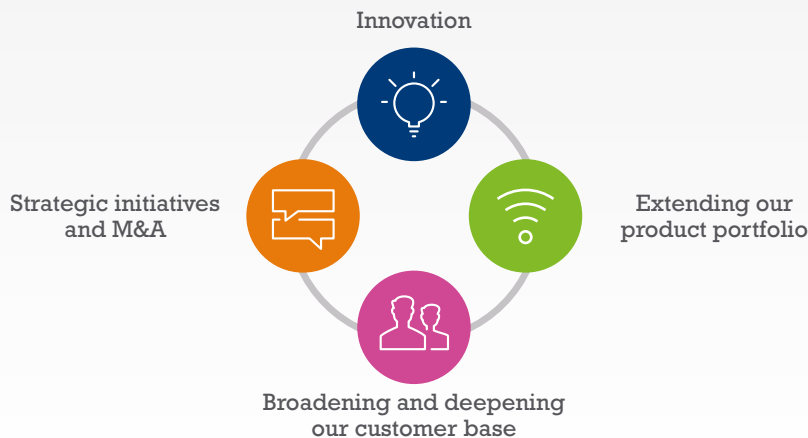 Innovation
Strategic initiatives
and M&A
Extending our
product portfolio
Broadening and deepening
our customer base